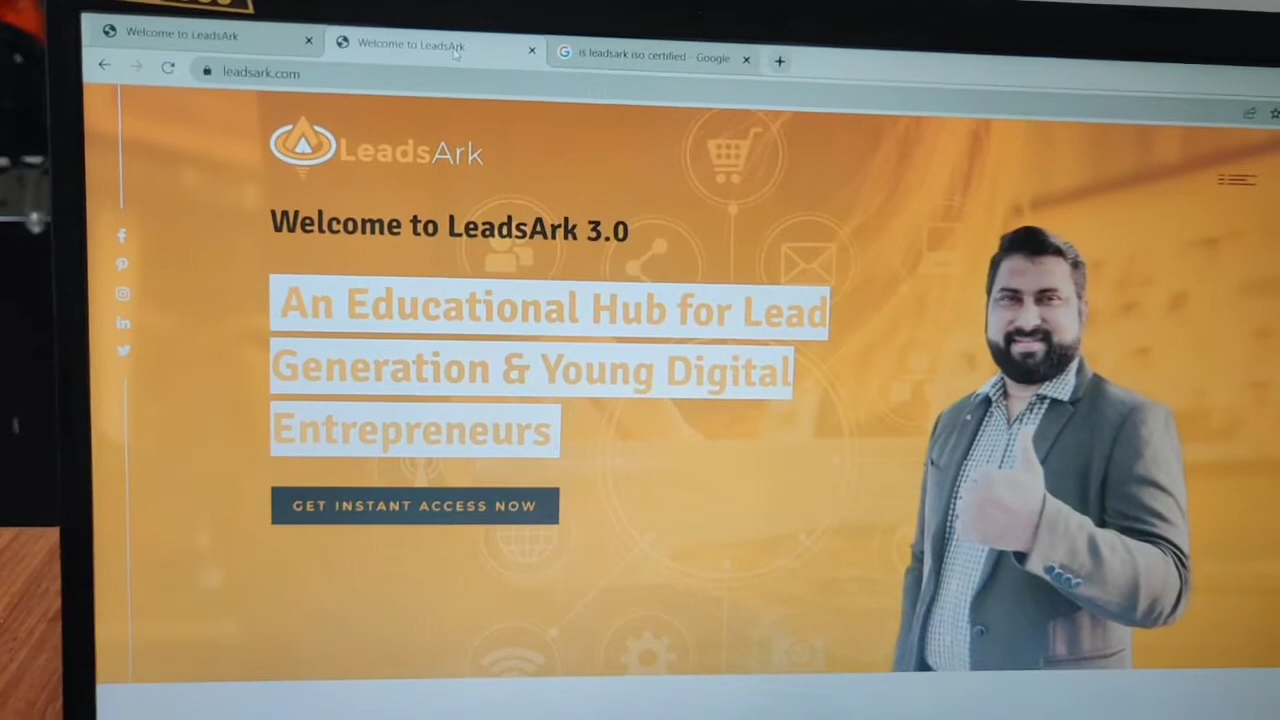 Welcome to LeadsArk
Welcome to LeadsArk
is leadsark iso certified - Google
leadsark.com
LeadsArk
Welcome to LeadsArk 3.0
An Educational Hub for Lead
Generation & Young Digital
Entrepreneurs
GET INSTANT ACCESS NOW